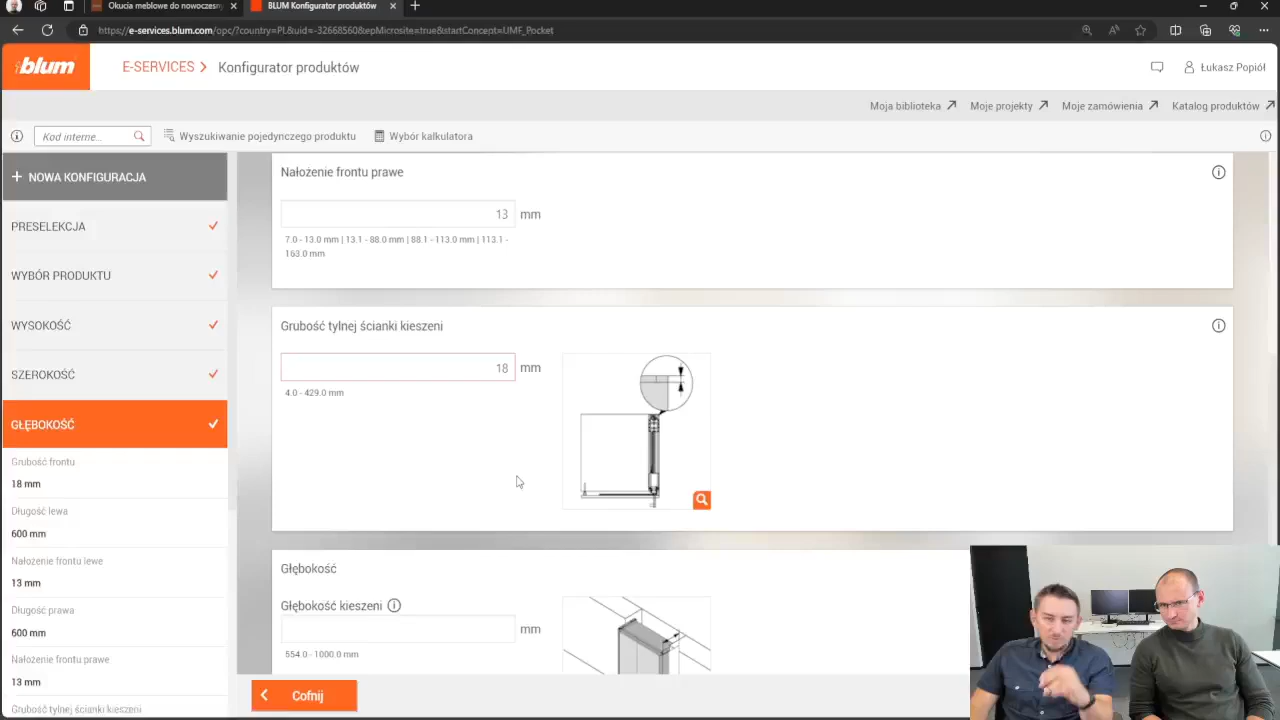 Okucia meblowe do nowoczesny
BLUM Konfigurator produktów
https://e-services.blum.com/opc/?country=PL&uid=-32668560&epMicrosite=true&startConcept=UMF_Pocket
blum
E-SERVICES
Konfigurator produktów
Łukasz Popiół
Moja biblioteka
Moje projekty
Moje zamówienia
Katalog produktów
Kod interne...
Wyszukiwanie pojedynczego produktu
Wybór kalkulatora
+ NOWA KONFIGURACJA
PRESELEKCJA
WYBÓR PRODUKTU
WYSOKOŚĆ
SZEROKOŚĆ
GŁĘBOKOŚĆ
Grubość frontu
18 mm
Długość lewa
600 mm
Nałożenie frontu lewe
13 mm
Długość prawa
600 mm
Nałożenie frontu prawe
13 mm
Grubość tylnej ścianki kieszeni
Nałożenie frontu prawe
13 mm
7.0 - 13.0 mm | 13.1 - 88.0 mm | 88.1 - 113.0 mm | 113.1 -
163.0 mm
Grubość tylnej ścianki kieszeni
18 mm
4.0 - 429.0 mm
Głębokość
Głębokość kieszeni
mm
554.0 - 1000.0 mm
Cofnij